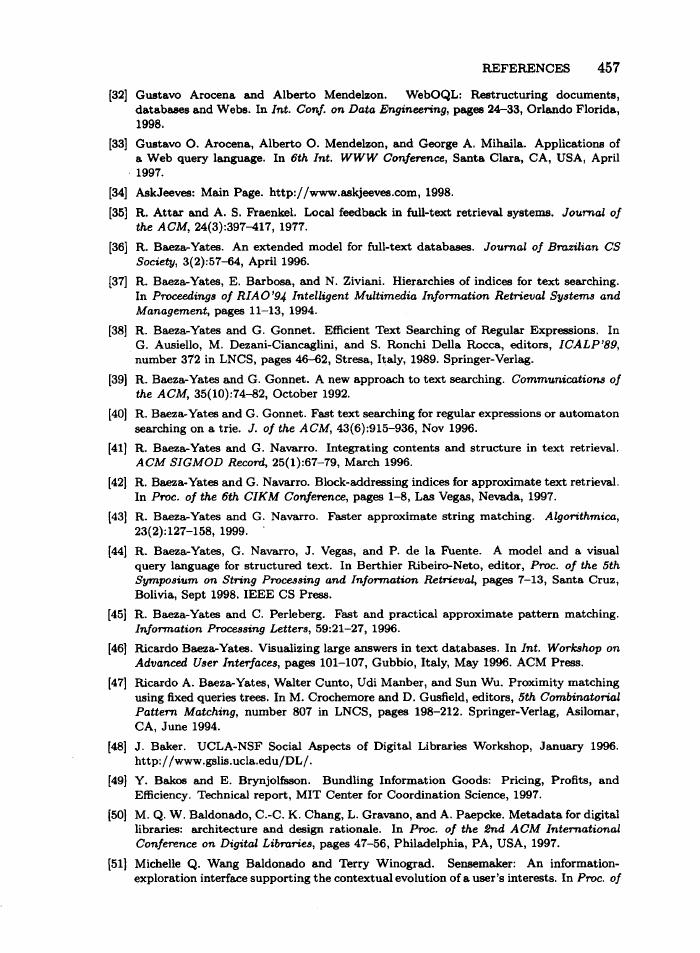 REFERENCES 457
[32] Gustavo Arocena and Alberto Mendelzon. WebOQL: Restructuring documents,
databases and Webs. In Int. Conf. on Data Engineering, pages 24–33, Orlando Florida,
1998.
[33] Gustavo O. Arocena, Alberto O. Mendelzon, and George A. Mihaila. Applications of
a Web query language. In 6th Int. WWW Conference, Santa Clara, CA, USA, April
1997.
[34] AskJeeves: Main Page. http://www.askjeeves.com, 1998.
[35] R. Attar and A. S. Fraenkel. Local feedback in full-text retrieval systems. Journal of
the ACM, 24(3):397–417, 1977.
[36] R. Baeza-Yates. An extended model for full-text databases. Journal of Brazilian CS
Society, 3(2):57–64, April 1996.
[37] R. Baeza-Yates, E. Barbosa, and N. Ziviani. Hierarchies of indices for text searching.
In Proceedings of RIAO'94 Intelligent Multimedia Information Retrieval Systems and
Management, pages 11–13, 1994.
[38] R. Baeza-Yates and G. Gonnet. Efficient Text Searching of Regular Expressions. In
G. Ausiello, M. Dezani-Ciancaglini, and S. Ronchi Della Rocca, editors, ICALP'89,
number 372 in LNCS, pages 46–62, Stresa, Italy, 1989. Springer-Verlag.
[39] R. Baeza-Yates and G. Gonnet. A new approach to text searching. Communications of
the ACM, 35(10):74–82, October 1992.
[40] R. Baeza-Yates and G. Gonnet. Fast text searching for regular expressions or automaton
searching on a trie. J. of the ACM, 43(6):915–936, Nov 1996.
[41] R. Baeza-Yates and G. Navarro. Integrating contents and structure in text retrieval.
ACM SIGMOD Record, 25(1):67–79, March 1996.
[42] R. Baeza-Yates and G. Navarro. Block-addressing indices for approximate text retrieval.
In Proc. of the 6th CIKM Conference, pages 1–8, Las Vegas, Nevada, 1997.
[43] R. Baeza-Yates and G. Navarro. Faster approximate string matching. Algorithmica,
23(2):127–158, 1999.
[44] R. Baeza-Yates, G. Navarro, J. Vegas, and P. de la Fuente. A model and a visual
query language for structured text. In Berthier Ribeiro-Neto, editor, Proc. of the 5th
Symposium on String Processing and Information Retrieval, pages 7–13, Santa Cruz,
Bolivia, Sept 1998. IEEE CS Press.
[45] R. Baeza-Yates and C. Perleberg. Fast and practical approximate pattern matching.
Information Processing Letters, 59:21–27, 1996.
[46] Ricardo Baeza-Yates. Visualizing large answers in text databases. In Int. Workshop on
Advanced User Interfaces, pages 101–107, Gubbio, Italy, May 1996. ACM Press.
[47] Ricardo A. Baeza-Yates, Walter Cunto, Udi Manber, and Sun Wu. Proximity matching
using fixed queries trees. In M. Crochemore and D. Gusfield, editors, 5th Combinatorial
Pattern Matching, number 807 in LNCS, pages 198–212. Springer-Verlag, Asilomar,
CA, June 1994.
[48] J. Baker. UCLA-NSF Social Aspects of Digital Libraries Workshop, January 1996.
http://www.gslis.ucla.edu/DL/.
[49] Y. Bakos and E. Brynjolfsson. Bundling Information Goods: Pricing, Profits, and
Efficiency. Technical report, MIT Center for Coordination Science, 1997.
[50] M. Q. W. Baldonado, C.-C. K. Chang, L. Gravano, and A. Paepcke. Metadata for digital
libraries: architecture and design rationale. In Proc. of the 2nd ACM International
Conference on Digital Libraries, pages 47–56, Philadelphia, PA, USA, 1997.
[51] Michelle Q. Wang Baldonado and Terry Winograd. Sensemaker: An information-
exploration interface supporting the contextual evolution of a user's interests. In Proc. of